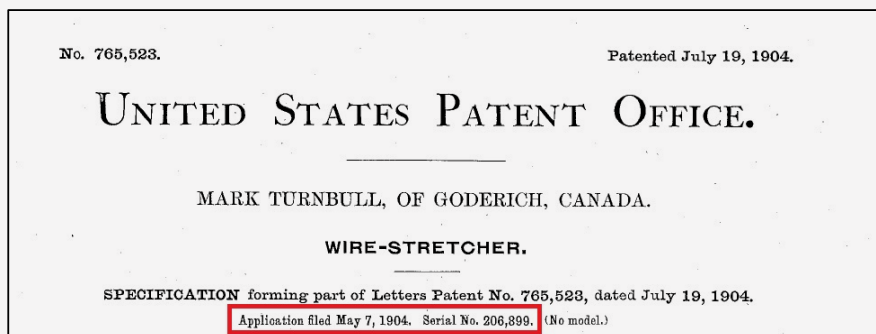 No. 765,523. Patented July 19, 1904.
UNITED STATES PATENT OFFICE.
MARK TURNBULL, OF GODERICH, CANADA.
WIRE-STRETCHER.
SPECIFICATION forming part of Letters Patent No. 765,523, dated July 19, 1904.
Application filed May 7, 1904. Serial No. 206,899. (No model.)